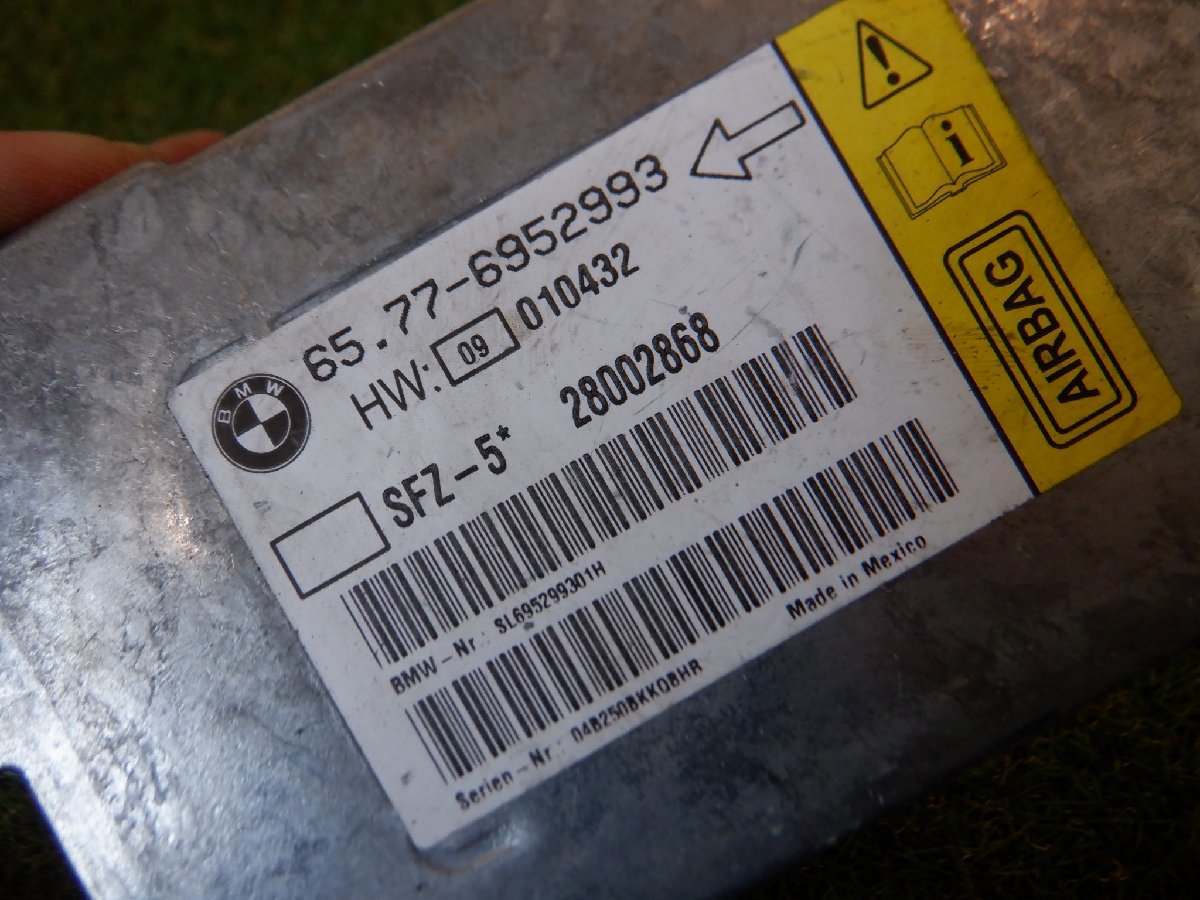 65.77-6952993
HW: 09 010432
BMW
SFZ-5* 28002868
BMW-Nr.: SL695299301H
Serien-Nr.: 04B250BXK08HR
Made in Mexico
i
AIRBAG